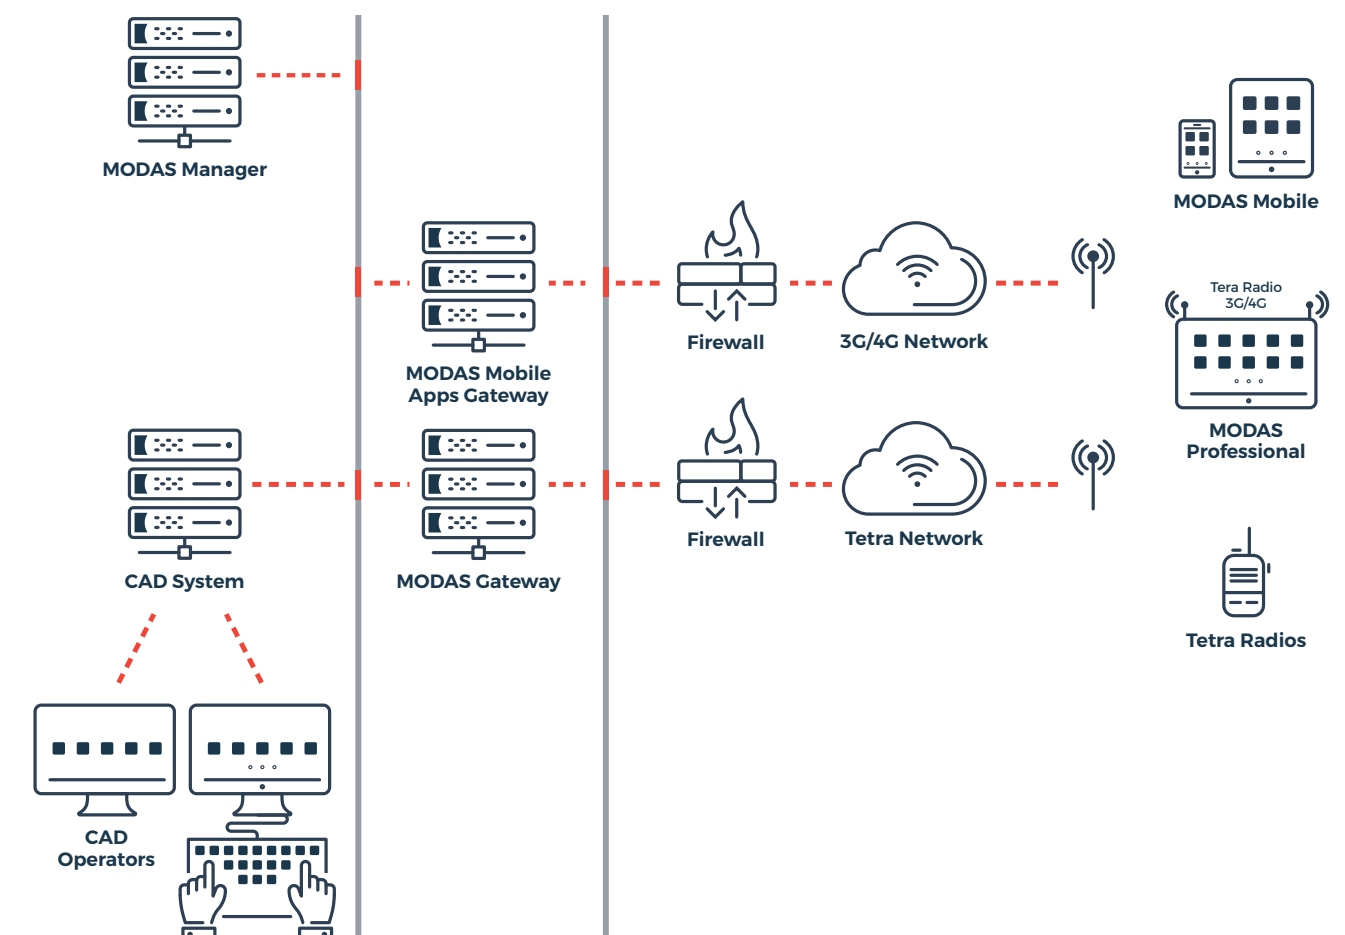 MODAS Manager
MODAS Mobile
Tera Radio
3G/4G
Firewall
3G/4G Network
MODAS Mobile
Apps Gateway
MODAS
Professional
Firewall
Tetra Network
CAD System
MODAS Gateway
Tetra Radios
CAD
Operators